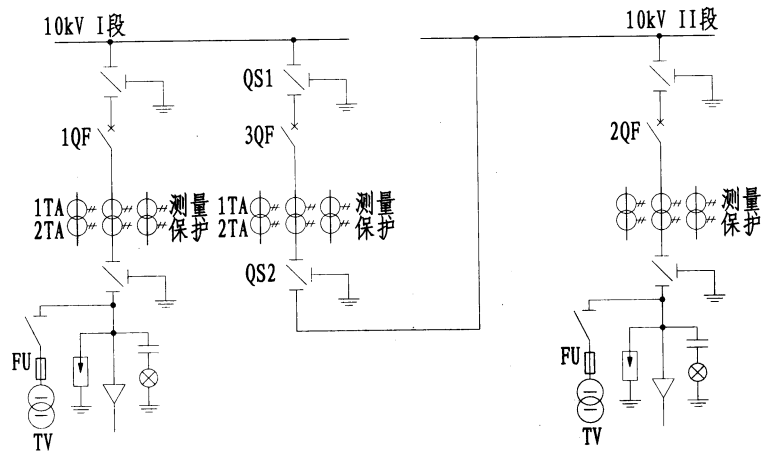 10kV I段
10kV II段
QS1
1QF
3QF
2QF
1TA
测量
1TA
测量
测量
2TA
保护
2TA
保护
保护
QS2
FU
FU
TV
TV